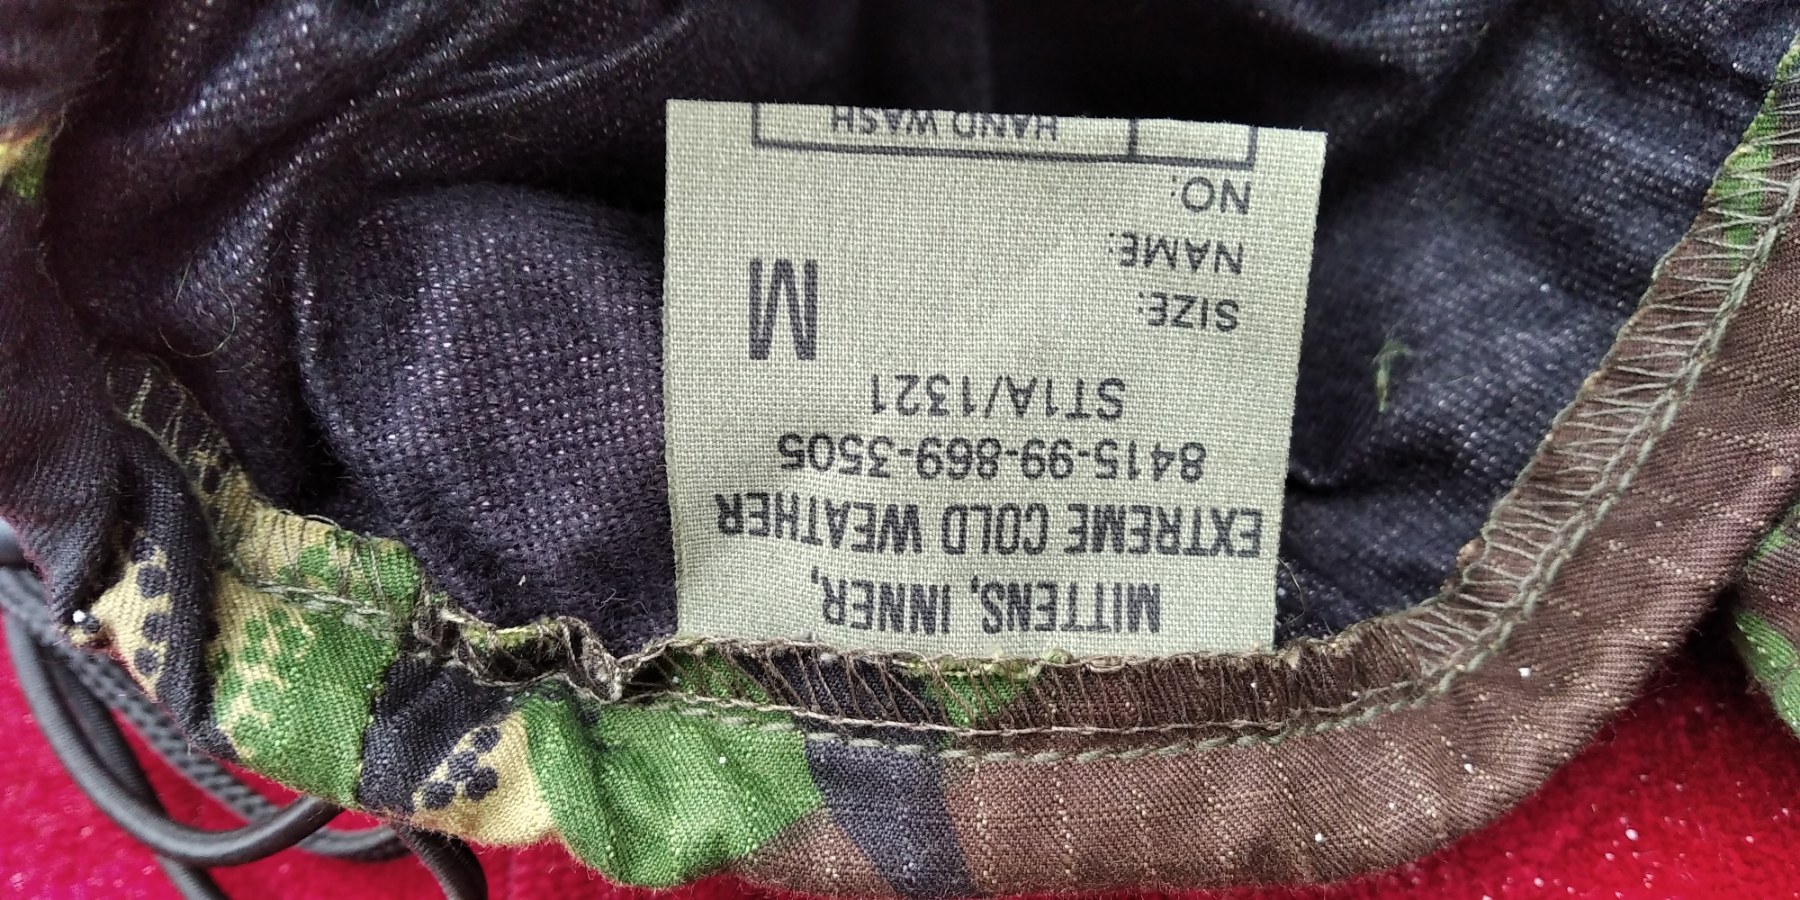 MITTENS, INNER,
EXTREME COLD WEATHER
8415-99-869-3505
ST1A/1321
SIZE: M
NAME:
NO:
HAND WASH